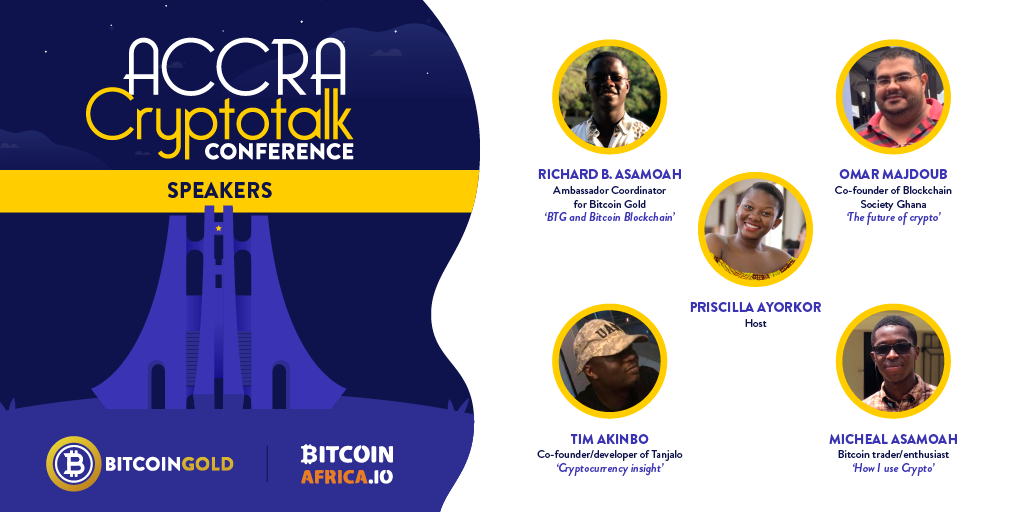 ACCRA
Cryptotalk
CONFERENCE
SPEAKERS
BITCOINGOLD
BITCOIN
AFRICA.IO
RICHARD B. ASAMOAH
Ambassador Coordinator
for Bitcoin Gold
‘BTG and Bitcoin Blockchain’
OMAR MAJDOUB
Co-founder of Blockchain
Society Ghana
‘The future of crypto’
PRISCILLA AYORKOR
Host
UAS
TIM AKINBO
Co-founder/developer of Tanjalo
‘Cryptocurrency insight’
MICHEAL ASAMOAH
Bitcoin trader/enthusiast
‘How I use Crypto’